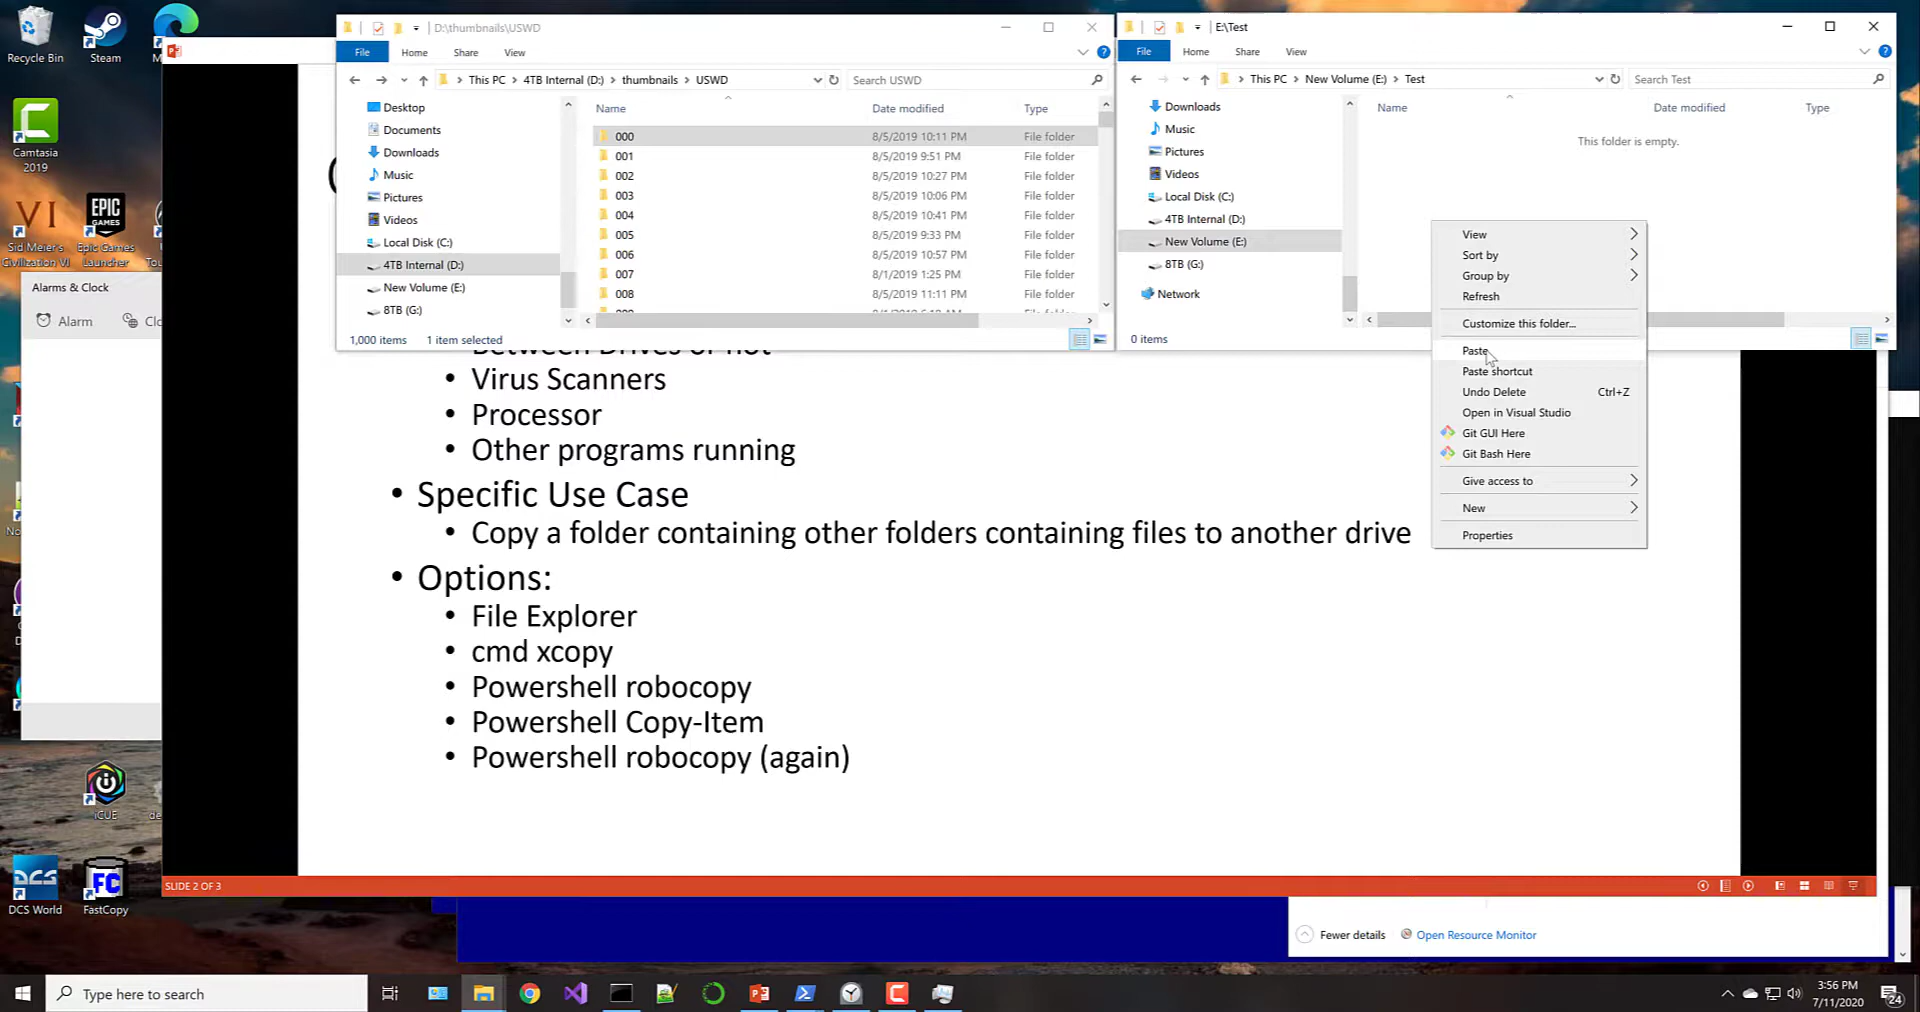 Recycle Bin
Steam
M
Camtasia
2019
Sid Meier's
Civilization VI
Epic Games
Launcher
Alarms & Clock
Alarm
Clo
iCUE
DCS World
FastCopy
D:\thumbnails\USWD
File
Home
Share
View
This PC > 4TB Internal (D:) > thumbnails > USWD
Search USWD
Desktop
Documents
Downloads
Music
Pictures
Videos
Local Disk (C:)
4TB Internal (D:)
New Volume (E:)
8TB (G:)
Name Date modified Type
000 8/5/2019 10:11 PM File folder
001 8/5/2019 9:51 PM File folder
002 8/5/2019 10:27 PM File folder
003 8/5/2019 10:06 PM File folder
004 8/5/2019 10:41 PM File folder
005 8/5/2019 9:33 PM File folder
006 8/5/2019 10:57 PM File folder
007 8/1/2019 1:25 PM File folder
008 8/5/2019 11:11 PM File folder
1,000 items 1 item selected
E:\Test
File
Home
Share
View
This PC > New Volume (E:) > Test
Search Test
Downloads
Music
Pictures
Videos
Local Disk (C:)
4TB Internal (D:)
New Volume (E:)
8TB (G:)
Network
Name Date modified Type
This folder is empty.
0 items
View
Sort by
Group by
Refresh
Customize this folder...
Paste
Paste shortcut
Undo Delete Ctrl+Z
Open in Visual Studio
Git GUI Here
Git Bash Here
Give access to
New
Properties
Between Drives or not
• Virus Scanners
• Processor
• Other programs running
• Specific Use Case
• Copy a folder containing other folders containing files to another drive
• Options:
• File Explorer
• cmd xcopy
• Powershell robocopy
• Powershell Copy-Item
• Powershell robocopy (again)
SLIDE 2 OF 3
Fewer details
Open Resource Monitor
Type here to search
3:56 PM
7/11/2020
24